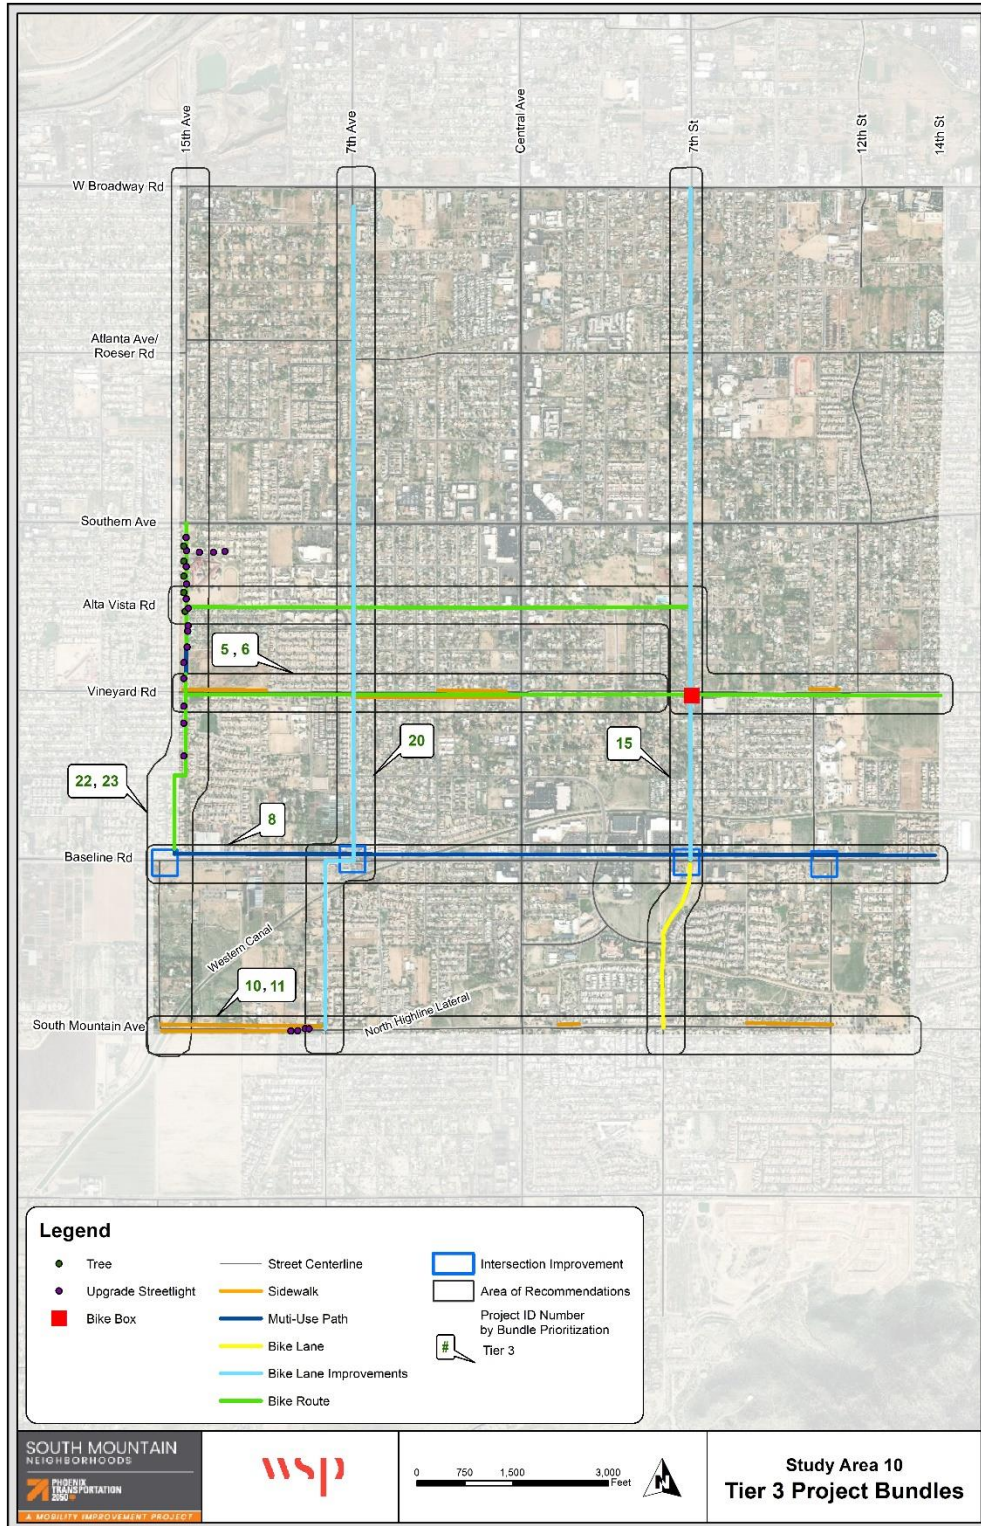 15th Ave
7th Ave
Central Ave
7th St
12th St
14th St
W Broadway Rd
Atlanta Ave/
Roeser Rd
Southern Ave
Alta Vista Rd
5 , 6
Vineyard Rd
20
15
22, 23
8
Baseline Rd
Western Canal
10, 11
North Highline Lateral
South Mountain Ave
Legend
Tree
Upgrade Streetlight
Bike Box
Street Centerline
Sidewalk
Muti-Use Path
Bike Lane
Bike Lane Improvements
Bike Route
Intersection Improvement
Area of Recommendations
Project ID Number
by Bundle Prioritization
#
Tier 3
SOUTH MOUNTAIN
NEIGHBORHOODS
PHOENIX
TRANSPORTATION
2050
A MOBILITY IMPROVEMENT PROJECT
wsp
0 750 1,500 3,000
Feet
N
Study Area 10
Tier 3 Project Bundles